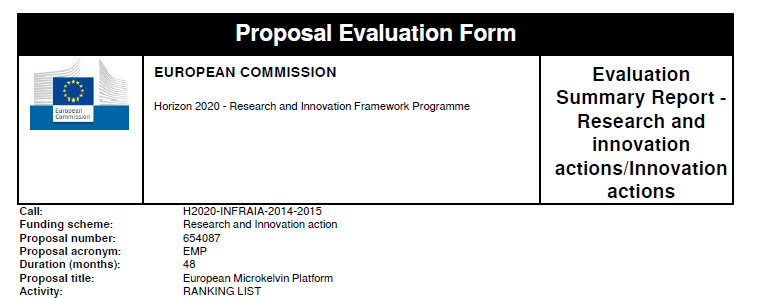 Proposal Evaluation Form
European
Commission
EUROPEAN COMMISSION
Horizon 2020 - Research and Innovation Framework Programme
Evaluation
Summary Report -
Research and
innovation
actions/Innovation
actions
Call: H2020-INFRAIA-2014-2015
Funding scheme: Research and Innovation action
Proposal number: 654087
Proposal acronym: EMP
Duration (months): 48
Proposal title: European Microkelvin Platform
Activity: RANKING LIST